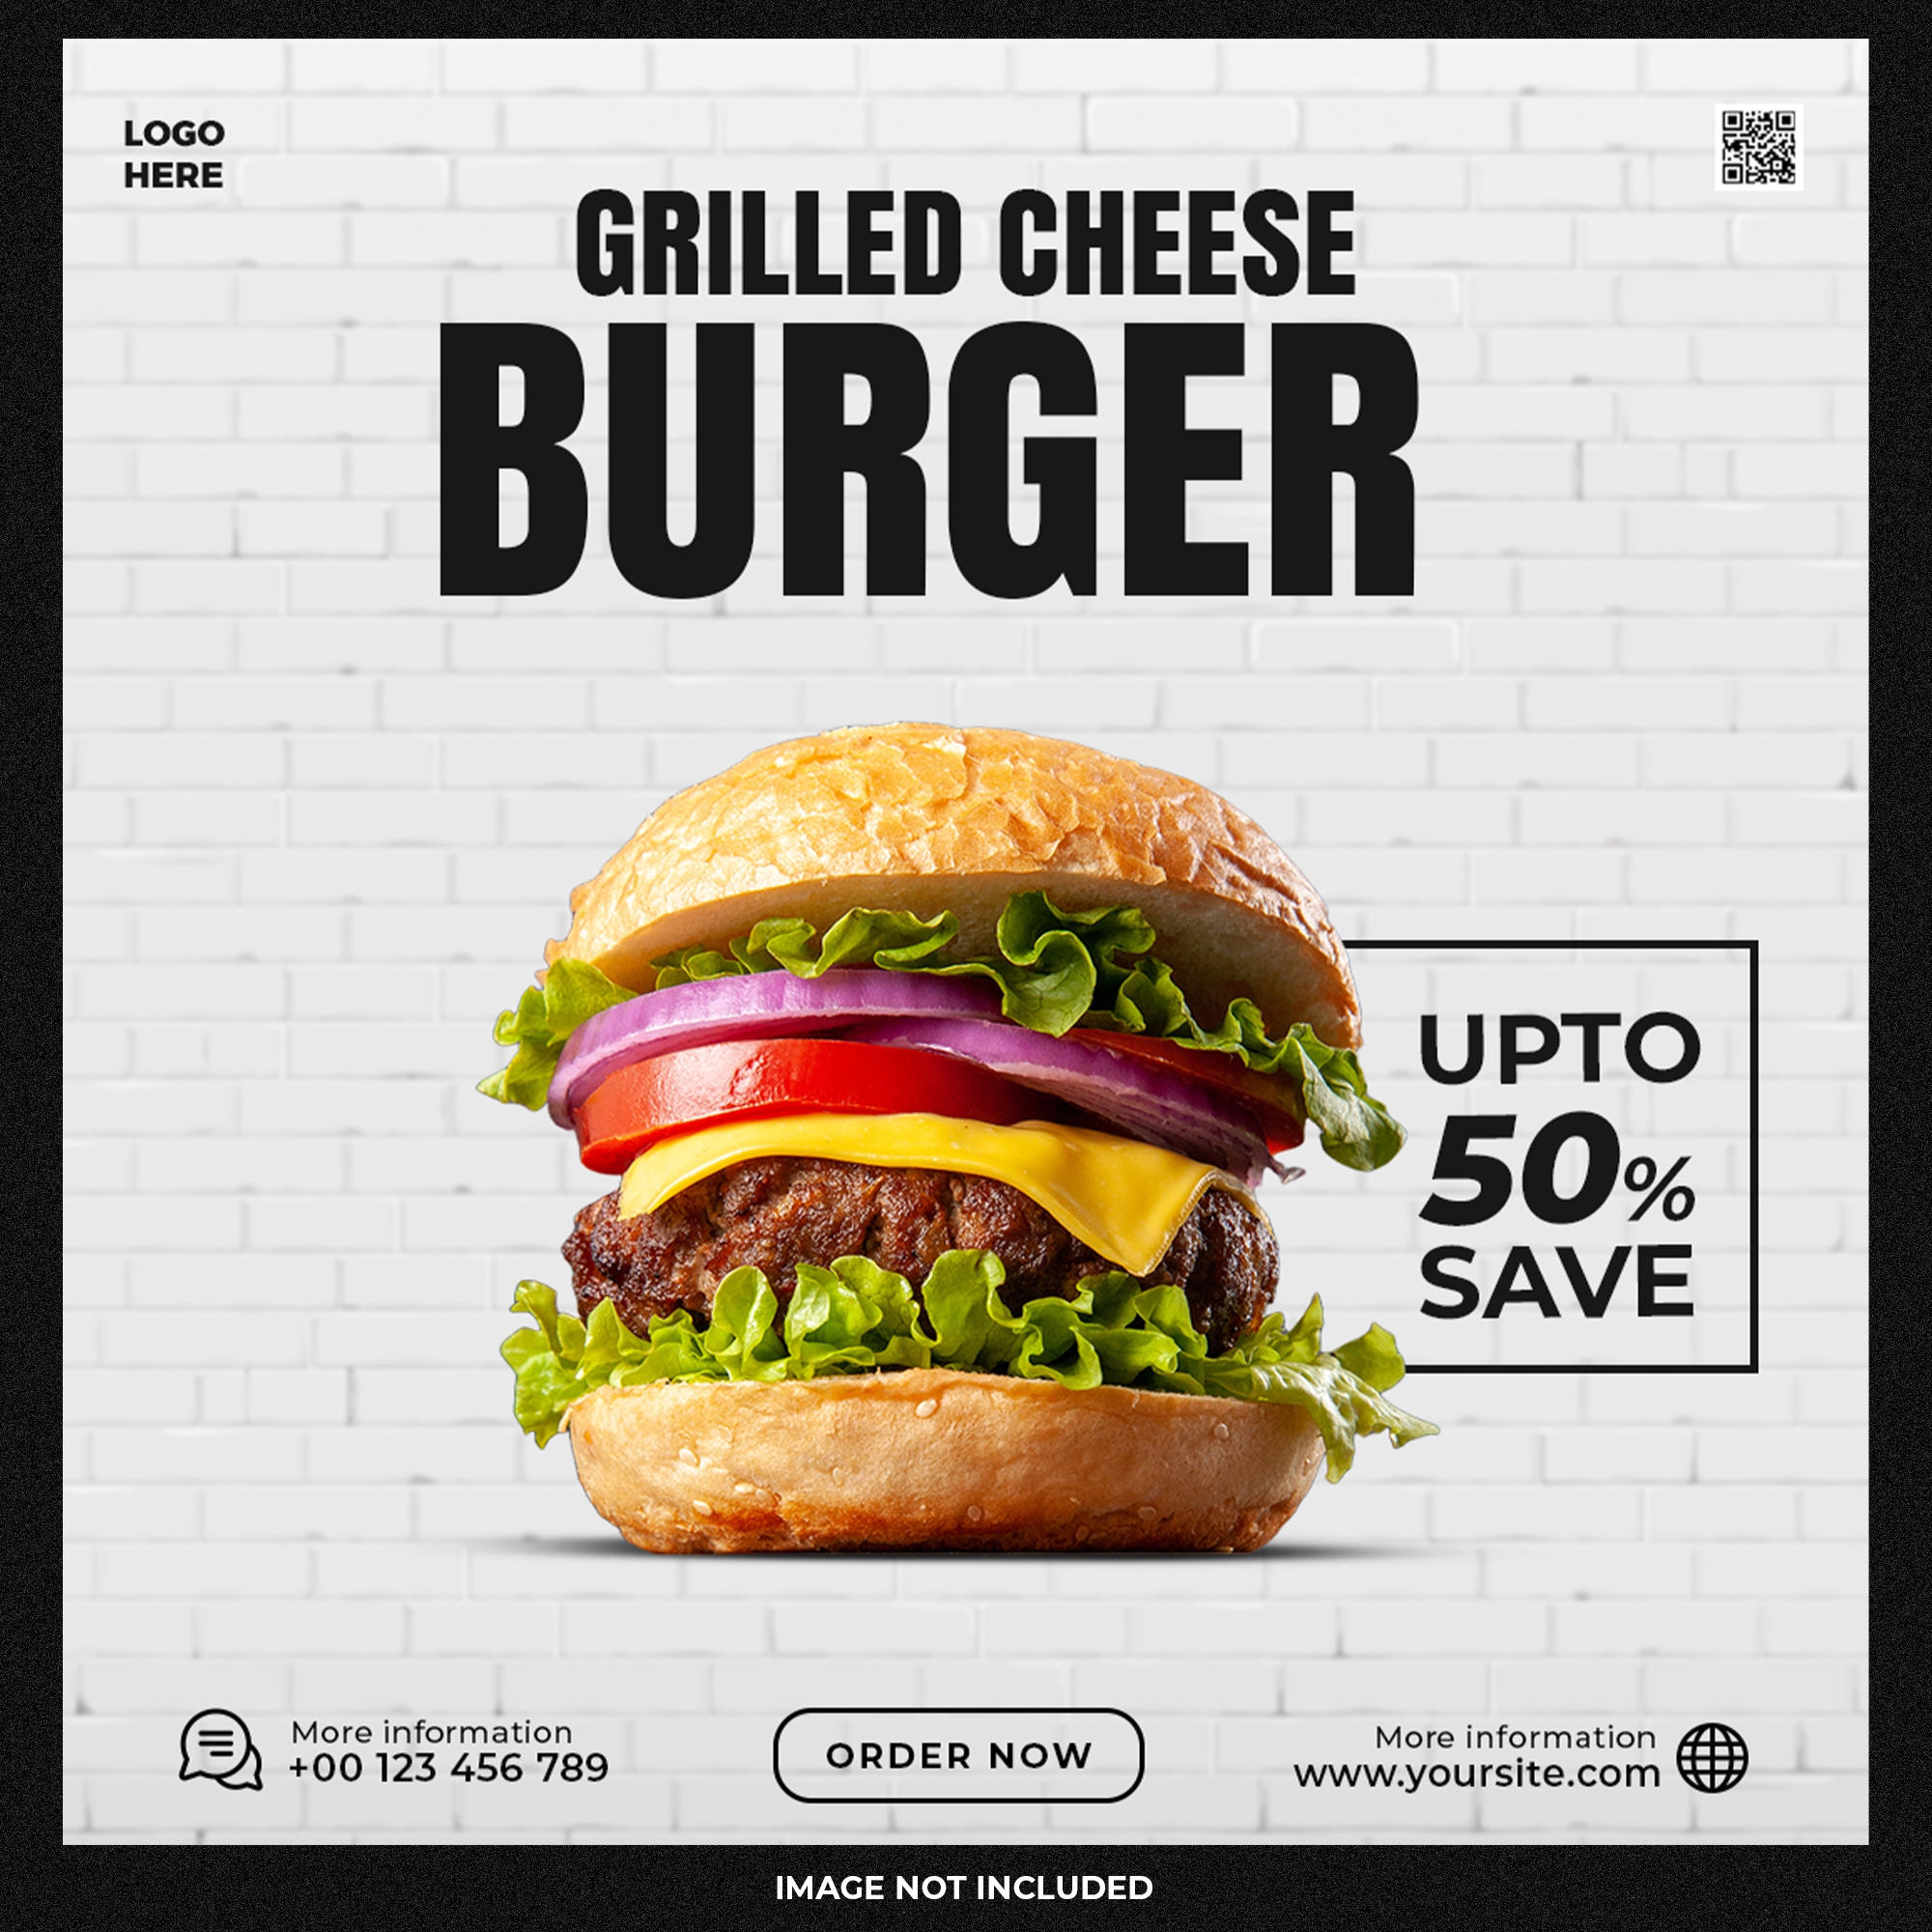 LOGO
HERE
GRILLED CHEESE
BURGER
UPTO
50%
SAVE
More information
+00 123 456 789
ORDER NOW
More information
www.yoursite.com
IMAGE NOT INCLUDED